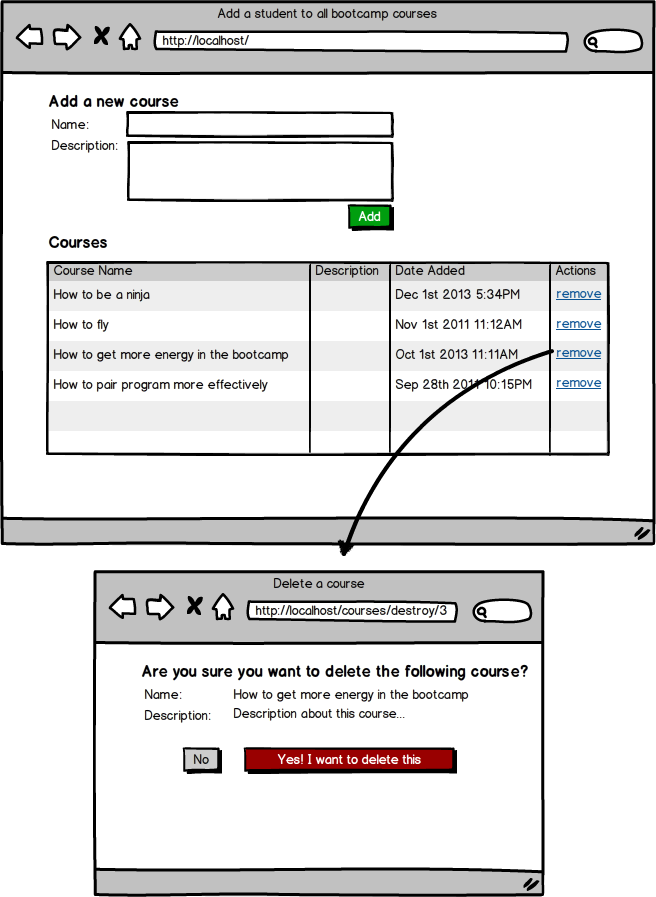 Add a student to all bootcamp courses
http://localhost/
Add a new course
Name:
Description:
Add
Courses
Course Name Description Date Added Actions
How to be a ninja Dec 1st 2013 5:34PM remove
How to fly Nov 1st 2011 11:12AM remove
How to get more energy in the bootcamp Oct 1st 2013 11:11AM remove
How to pair program more effectively Sep 28th 2011 10:15PM remove
Delete a course
http://localhost/courses/destroy/3
Are you sure you want to delete the following course?
Name: How to get more energy in the bootcamp
Description: Description about this course...
No Yes! I want to delete this